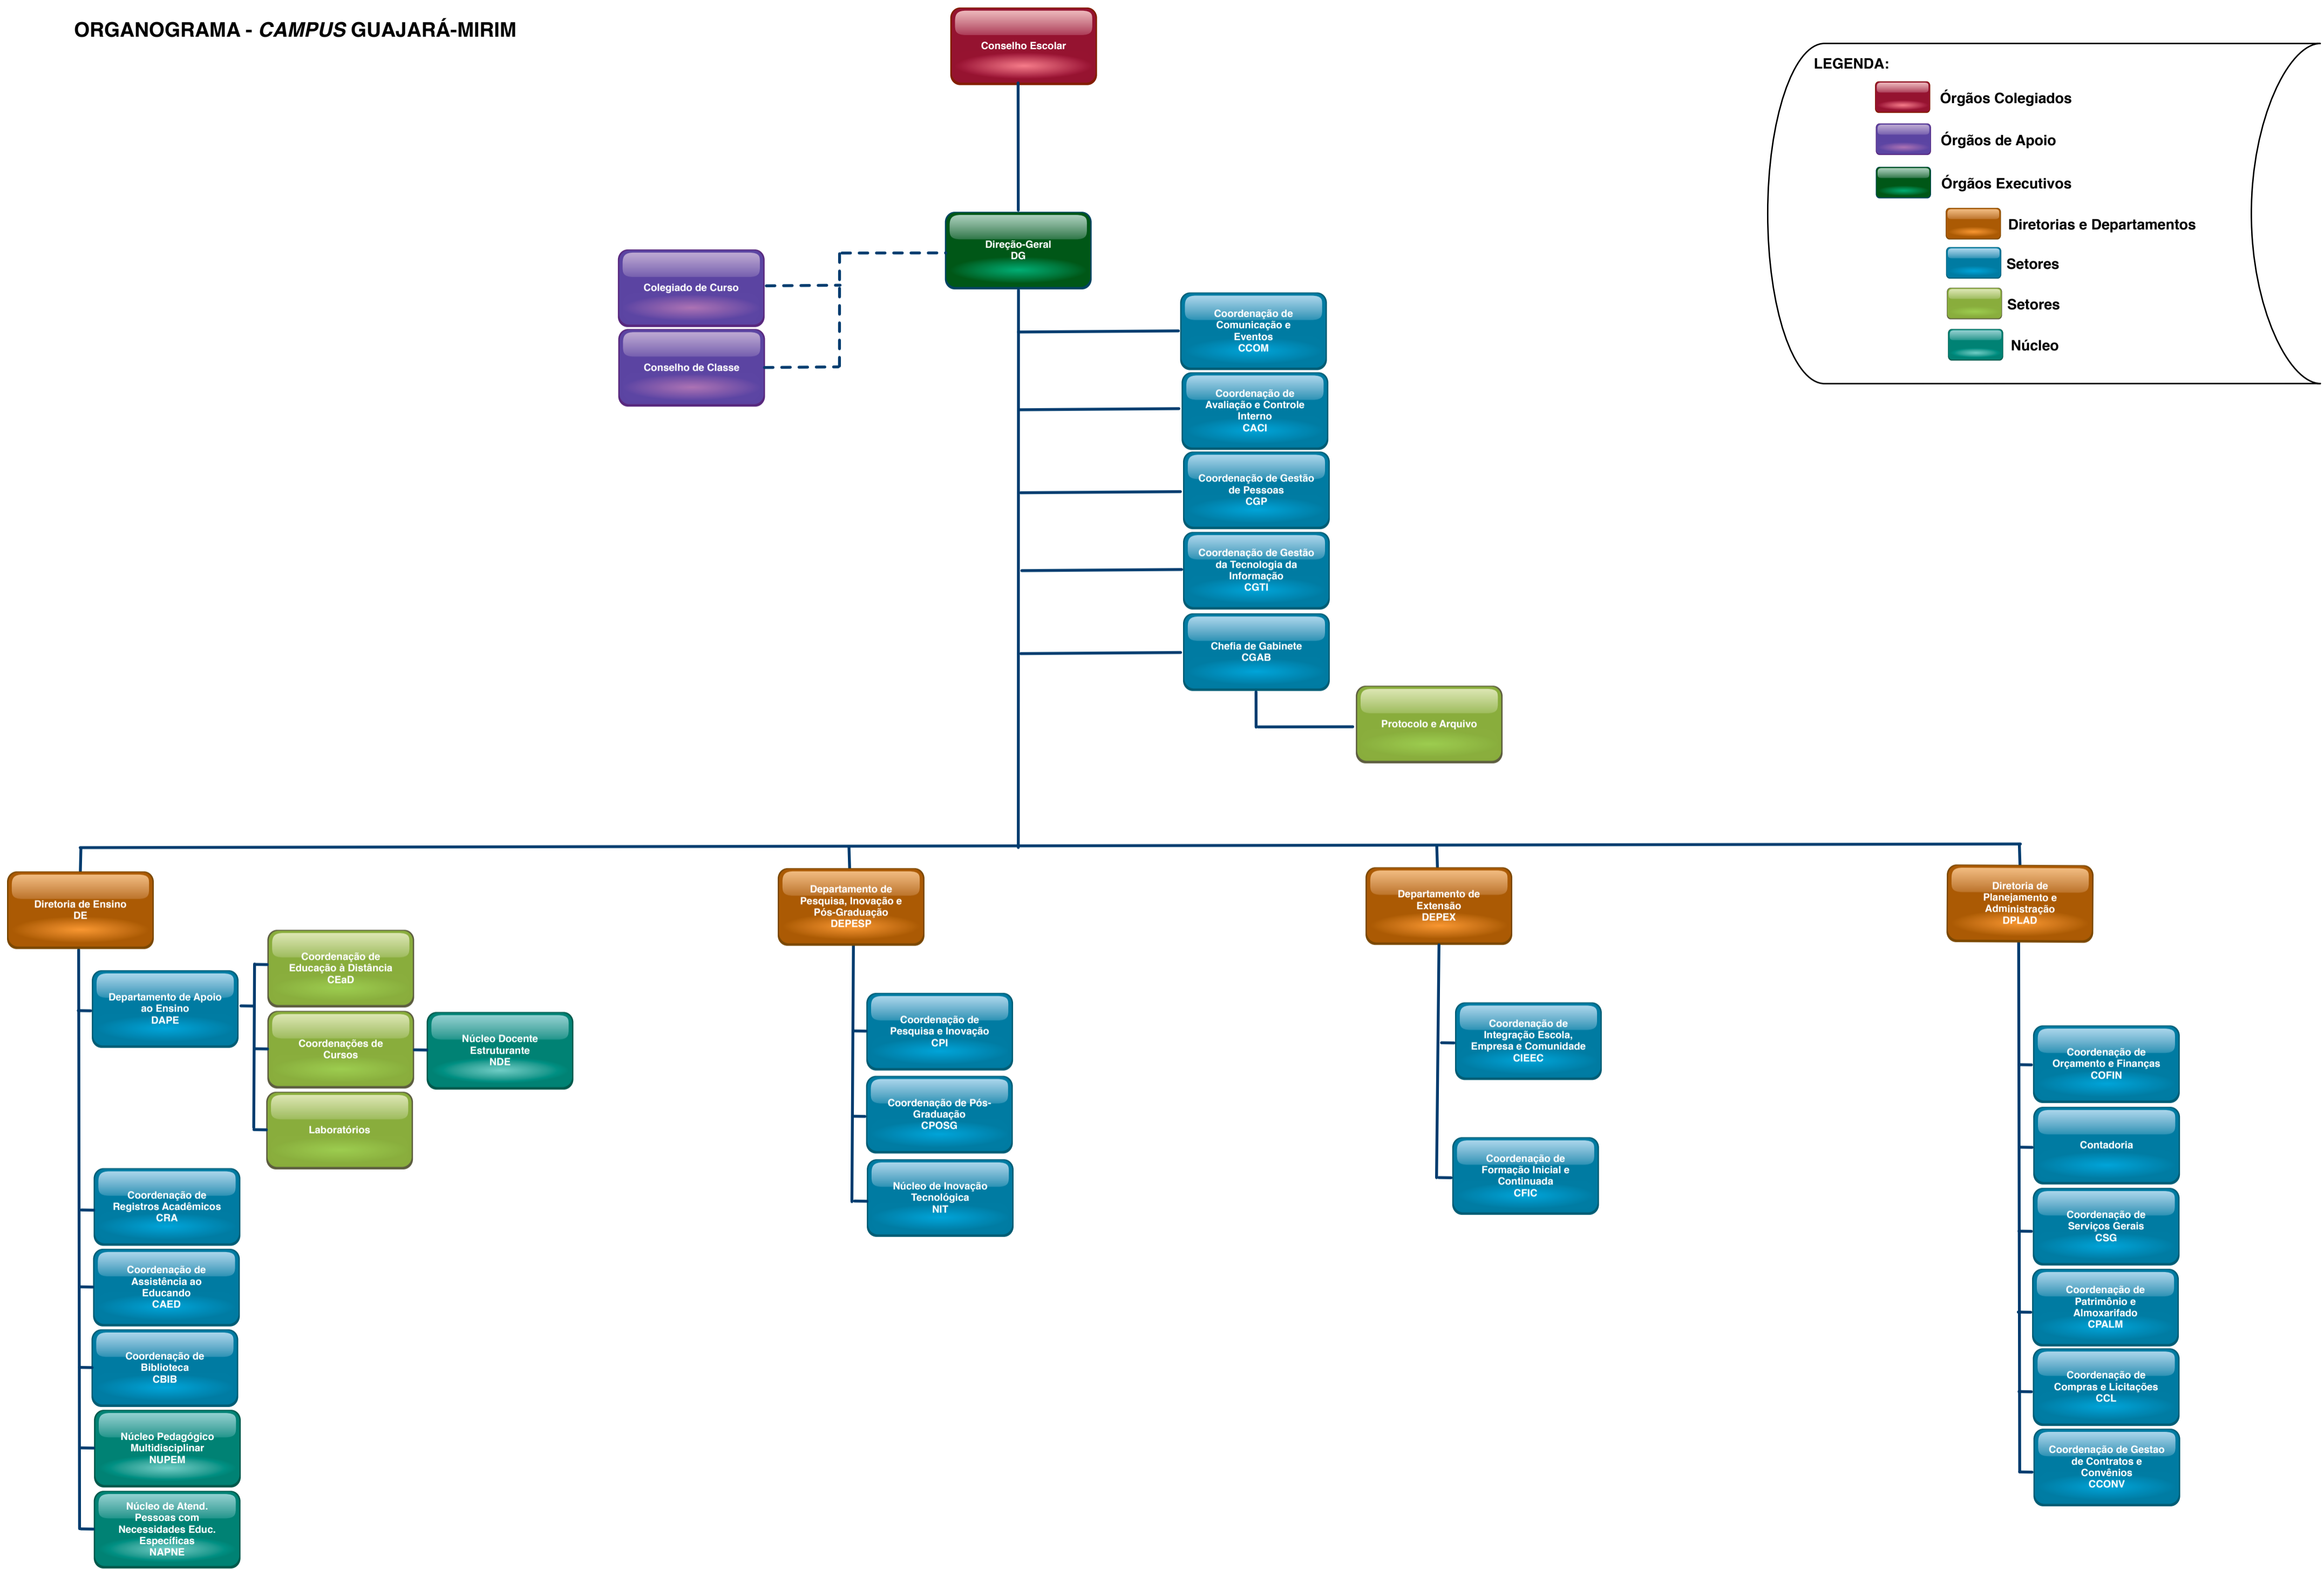 ORGANOGRAMA - CAMPUS GUAJARÁ-MIRIM
Conselho Escolar
LEGENDA:
Órgãos Colegiados
Órgãos de Apoio
Órgãos Executivos
Diretorias e Departamentos
Setores
Setores
Núcleo
Direção-Geral
DG
Colegiado de Curso
Conselho de Classe
Coordenação de
Comunicação e
Eventos
CCOM
Coordenação de
Avaliação e Controle
Interno
CACI
Coordenação de Gestão
de Pessoas
CGP
Coordenação de Gestão
da Tecnologia da
Informação
CGTI
Chefia de Gabinete
CGAB
Protocolo e Arquivo
Diretoria de Ensino
DE
Departamento de Apoio
ao Ensino
DAPE
Coordenação de
Educação à Distância
CEaD
Coordenações de
Cursos
Núcleo Docente
Estruturante
NDE
Laboratórios
Coordenação de
Registros Acadêmicos
CRA
Coordenação de
Assistência ao
Educando
CAED
Coordenação de
Biblioteca
CBIB
Núcleo Pedagógico
Multidisciplinar
NUPEM
Núcleo de Atend.
Pessoas com
Necessidades Educ.
Específicas
NAPNE
Departamento de
Pesquisa, Inovação e
Pós-Graduação
DEPESP
Coordenação de
Pesquisa e Inovação
CPI
Coordenação de Pós-
Graduação
CPOSG
Núcleo de Inovação
Tecnológica
NIT
Departamento de
Extensão
DEPEX
Coordenação de
Integração Escola,
Empresa e Comunidade
CIEEC
Coordenação de
Formação Inicial e
Continuada
CFIC
Diretoria de
Planejamento e
Administração
DPLAD
Coordenação de
Orçamento e Finanças
COFIN
Contadoria
Coordenação de
Serviços Gerais
CSG
Coordenação de
Patrimônio e
Almoxarifado
CPALM
Coordenação de
Compras e Licitações
CCL
Coordenação de Gestao
de Contratos e
Convênios
CCONV